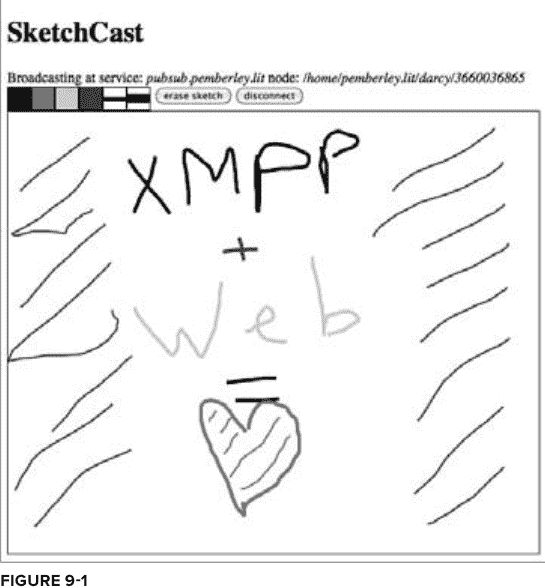 SketchCast
Broadcasting at service: pubsub.pemberley.lit node: /home/pemberley.lit/darcy/3660036865
erase sketch disconnect
XMPP
+
Web
=
FIGURE 9-1